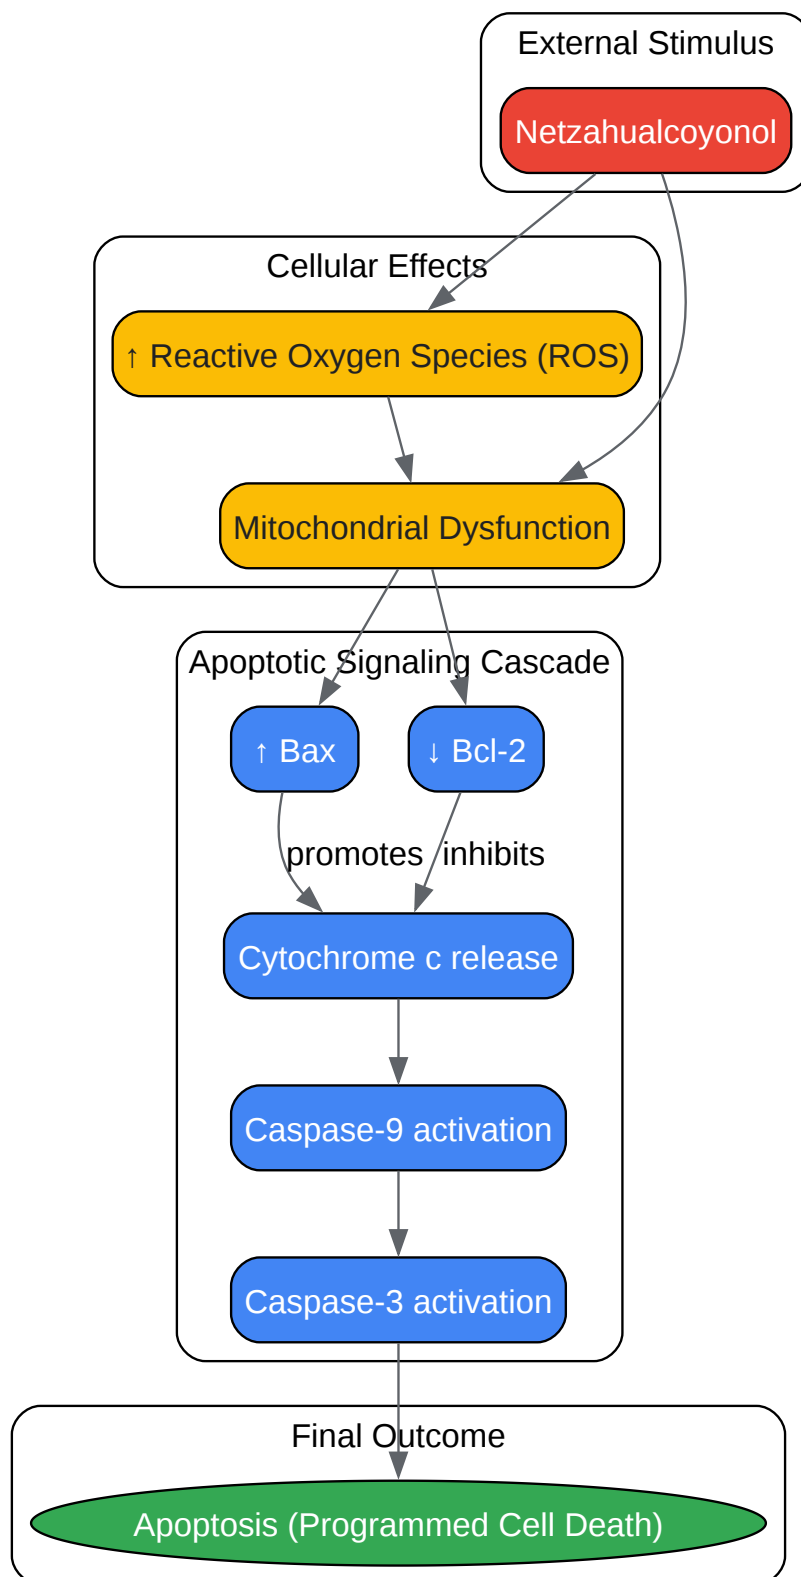 External Stimulus
Netzahualcoyonol
Cellular Effects
↑ Reactive Oxygen Species (ROS)
Mitochondrial Dysfunction
Apoptotic Signaling Cascade
↑ Bax
↓ Bcl-2
promotes
inhibits
Cytochrome c release
Caspase-9 activation
Caspase-3 activation
Final Outcome
Apoptosis (Programmed Cell Death)